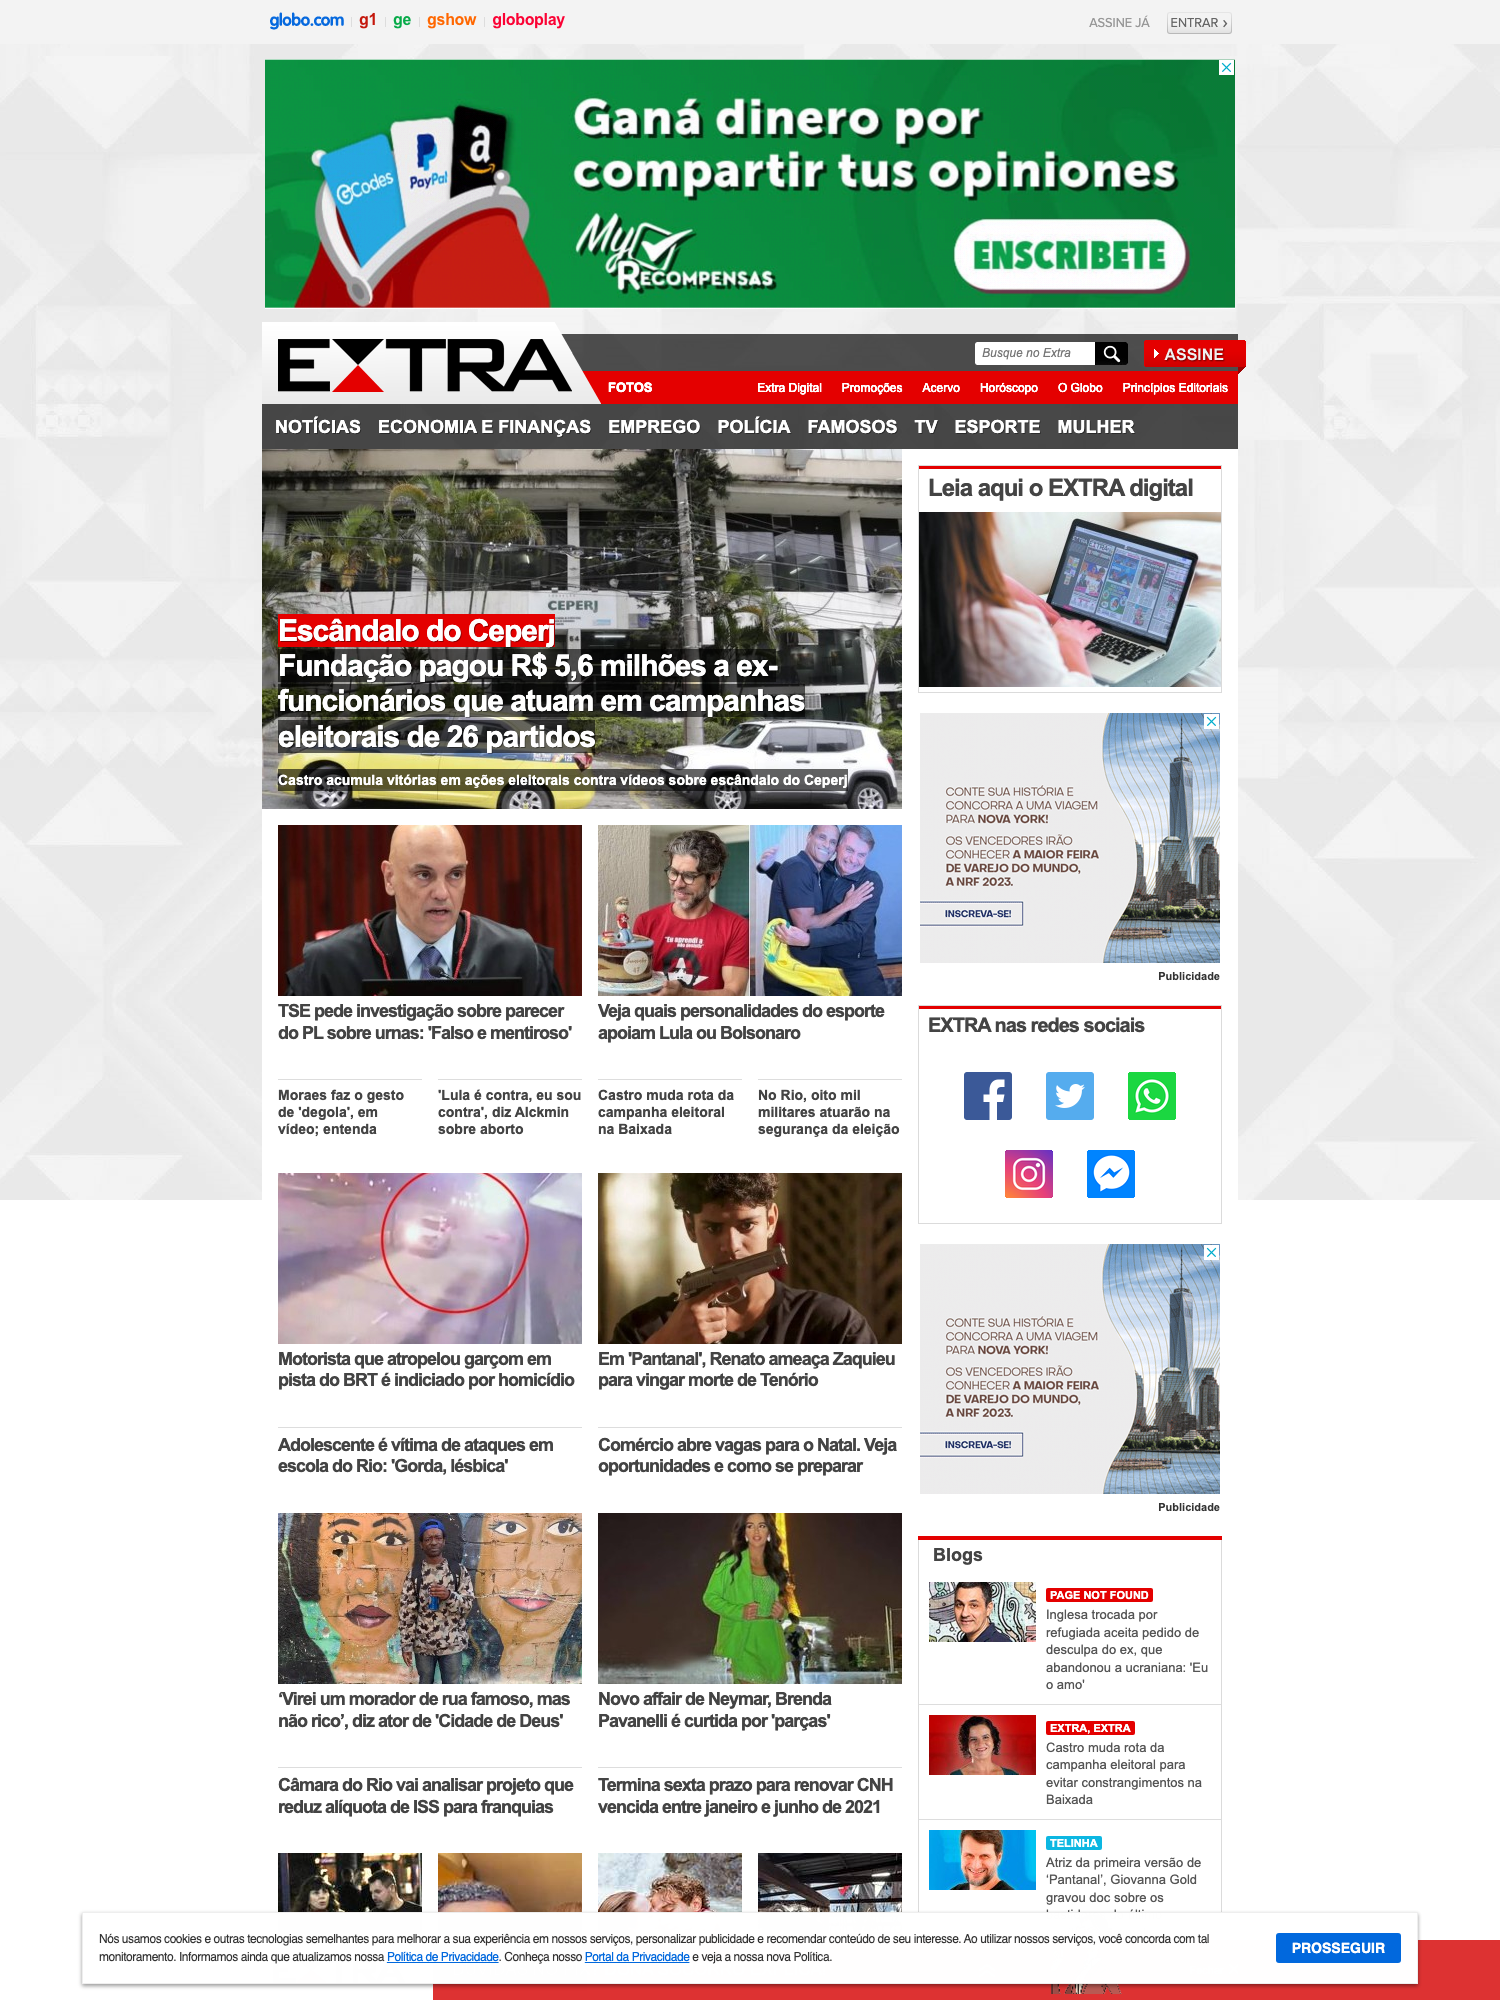 globo.com g1 ge gshow globoplay
ASSINE JÁ ENTRAR ›
Ganá dinero por
compartir tus opiniones
GCodes
PayPal
My
RECOMPENSAS
ENSCRIBETE
EXTRA
Busque no Extra
ASSINE
FOTOS
Extra Digital Promoções Acervo Horóscopo O Globo Princípios Editoriais
NOTÍCIAS ECONOMIA E FINANÇAS EMPREGO POLÍCIA FAMOSOS TV ESPORTE MULHER
CEPERJ
Escândalo do Ceperj
Fundação pagou R$ 5,6 milhões a ex-
funcionários que atuam em campanhas
eleitorais de 26 partidos
Castro acumula vitórias em ações eleitorais contra vídeos sobre escândalo do Ceperj
TSE pede investigação sobre parecer
do PL sobre urnas: 'Falso e mentiroso'
Veja quais personalidades do esporte
apoiam Lula ou Bolsonaro
Moraes faz o gesto
de 'degola', em
vídeo; entenda
'Lula é contra, eu sou
contra', diz Alckmin
sobre aborto
Castro muda rota da
campanha eleitoral
na Baixada
No Rio, oito mil
militares atuarão na
segurança da eleição
Motorista que atropelou garçom em
pista do BRT é indiciado por homicídio
Em 'Pantanal', Renato ameaça Zaquieu
para vingar morte de Tenório
Adolescente é vítima de ataques em
escola do Rio: 'Gorda, lésbica'
Comércio abre vagas para o Natal. Veja
oportunidades e como se preparar
‘Virei um morador de rua famoso, mas
não rico’, diz ator de 'Cidade de Deus'
Novo affair de Neymar, Brenda
Pavanelli é curtida por 'parças'
Câmara do Rio vai analisar projeto que
reduz alíquota de ISS para franquias
Termina sexta prazo para renovar CNH
vencida entre janeiro e junho de 2021
Leia aqui o EXTRA digital
CONTE SUA HISTÓRIA E
CONCORRA A UMA VIAGEM
PARA NOVA YORK!
OS VENCEDORES IRÃO
CONHECER A MAIOR FEIRA
DE VAREJO DO MUNDO,
A NRF 2023.
INSCREVA-SE!
Publicidade
EXTRA nas redes sociais
CONTE SUA HISTÓRIA E
CONCORRA A UMA VIAGEM
PARA NOVA YORK!
OS VENCEDORES IRÃO
CONHECER A MAIOR FEIRA
DE VAREJO DO MUNDO,
A NRF 2023.
INSCREVA-SE!
Publicidade
Blogs
PAGE NOT FOUND
Inglesa trocada por
refugiada aceita pedido de
desculpa do ex, que
abandonou a ucraniana: 'Eu
o amo'
EXTRA, EXTRA
Castro muda rota da
campanha eleitoral para
evitar constrangimentos na
Baixada
TELINHA
Atriz da primeira versão de
‘Pantanal’, Giovanna Gold
gravou doc sobre os
Nós usamos cookies e outras tecnologias semelhantes para melhorar a sua experiência em nossos serviços, personalizar publicidade e recomendar conteúdo de seu interesse. Ao utilizar nossos serviços, você concorda com tal
monitoramento. Informamos ainda que atualizamos nossa Política de Privacidade. Conheça nosso Portal da Privacidade e veja a nossa nova Política.
PROSSEGUIR